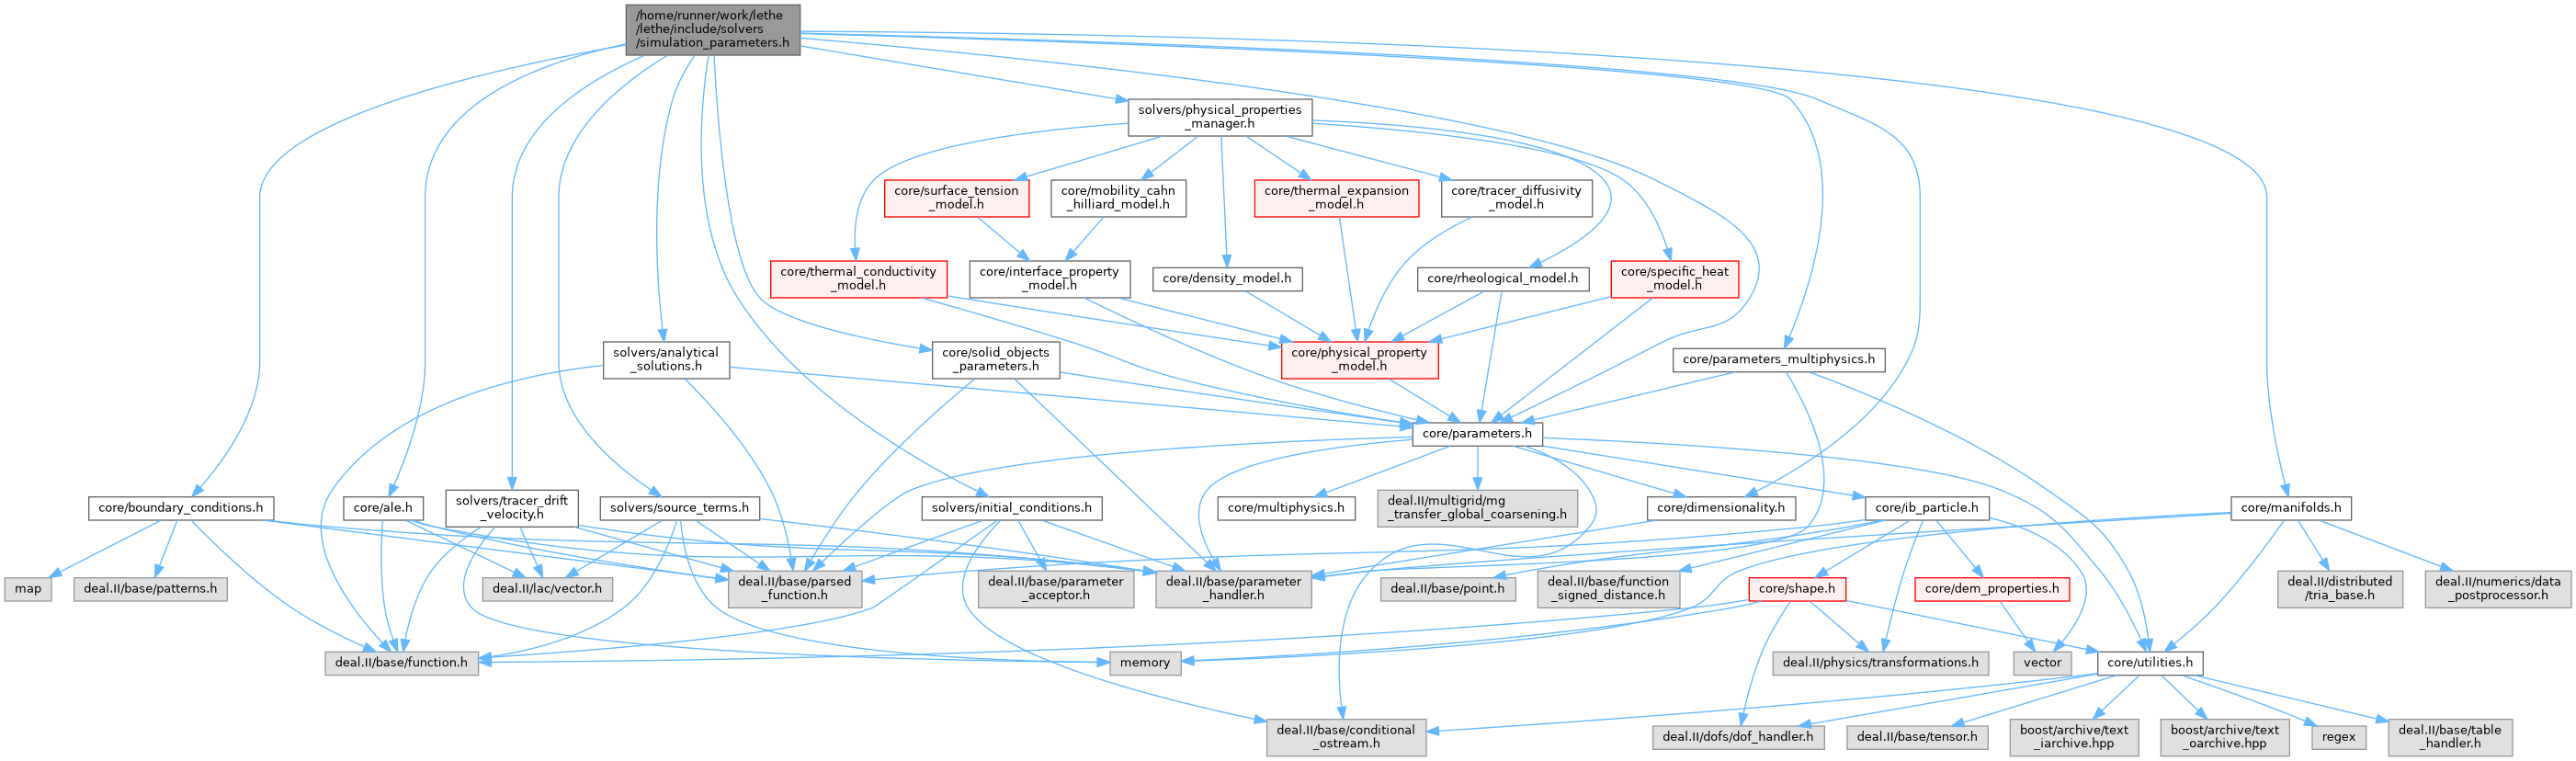 /home/runner/work/lethe
/lethe/include/solvers
/simulation_parameters.h
solvers/physical_properties
_manager.h
core/surface_tension
_model.h
core/mobility_cahn
_hilliard_model.h
core/thermal_expansion
_model.h
core/tracer_diffusivity
_model.h
core/thermal_conductivity
_model.h
core/interface_property
_model.h
core/density_model.h
core/rheological_model.h
core/specific_heat
_model.h
solvers/analytical
_solutions.h
core/solid_objects
_parameters.h
core/physical_property
_model.h
core/parameters_multiphysics.h
core/parameters.h
core/boundary_conditions.h
core/ale.h
solvers/tracer_drift
_velocity.h
solvers/source_terms.h
solvers/initial_conditions.h
core/multiphysics.h
deal.II/multigrid/mg
_transfer_global_coarsening.h
core/dimensionality.h
core/ib_particle.h
core/manifolds.h
map
deal.II/base/patterns.h
deal.II/lac/vector.h
deal.II/base/parsed
_function.h
deal.II/base/parameter
_acceptor.h
deal.II/base/parameter
_handler.h
deal.II/base/point.h
deal.II/base/function
_signed_distance.h
core/shape.h
core/dem_properties.h
deal.II/distributed
/tria_base.h
deal.II/numerics/data
_postprocessor.h
deal.II/base/function.h
memory
deal.II/physics/transformations.h
vector
core/utilities.h
deal.II/base/conditional
_ostream.h
deal.II/dofs/dof_handler.h
deal.II/base/tensor.h
boost/archive/text
_iarchive.hpp
boost/archive/text
_oarchive.hpp
regex
deal.II/base/table
_handler.h